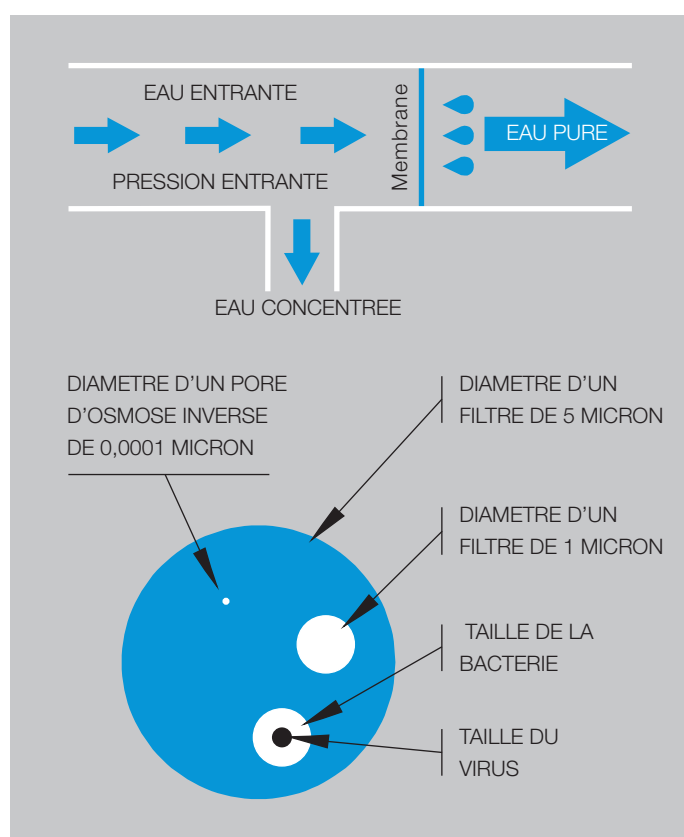 EAU ENTRANTE
PRESSION ENTRANTE
Membrane
EAU PURE
EAU CONCENTREE
DIAMETRE D'UN PORE
D'OSMOSE INVERSE
DE 0,0001 MICRON
DIAMETRE D'UN
FILTRE DE 5 MICRON
DIAMETRE D'UN
FILTRE DE 1 MICRON
TAILLE DE LA
BACTERIE
TAILLE DU
VIRUS